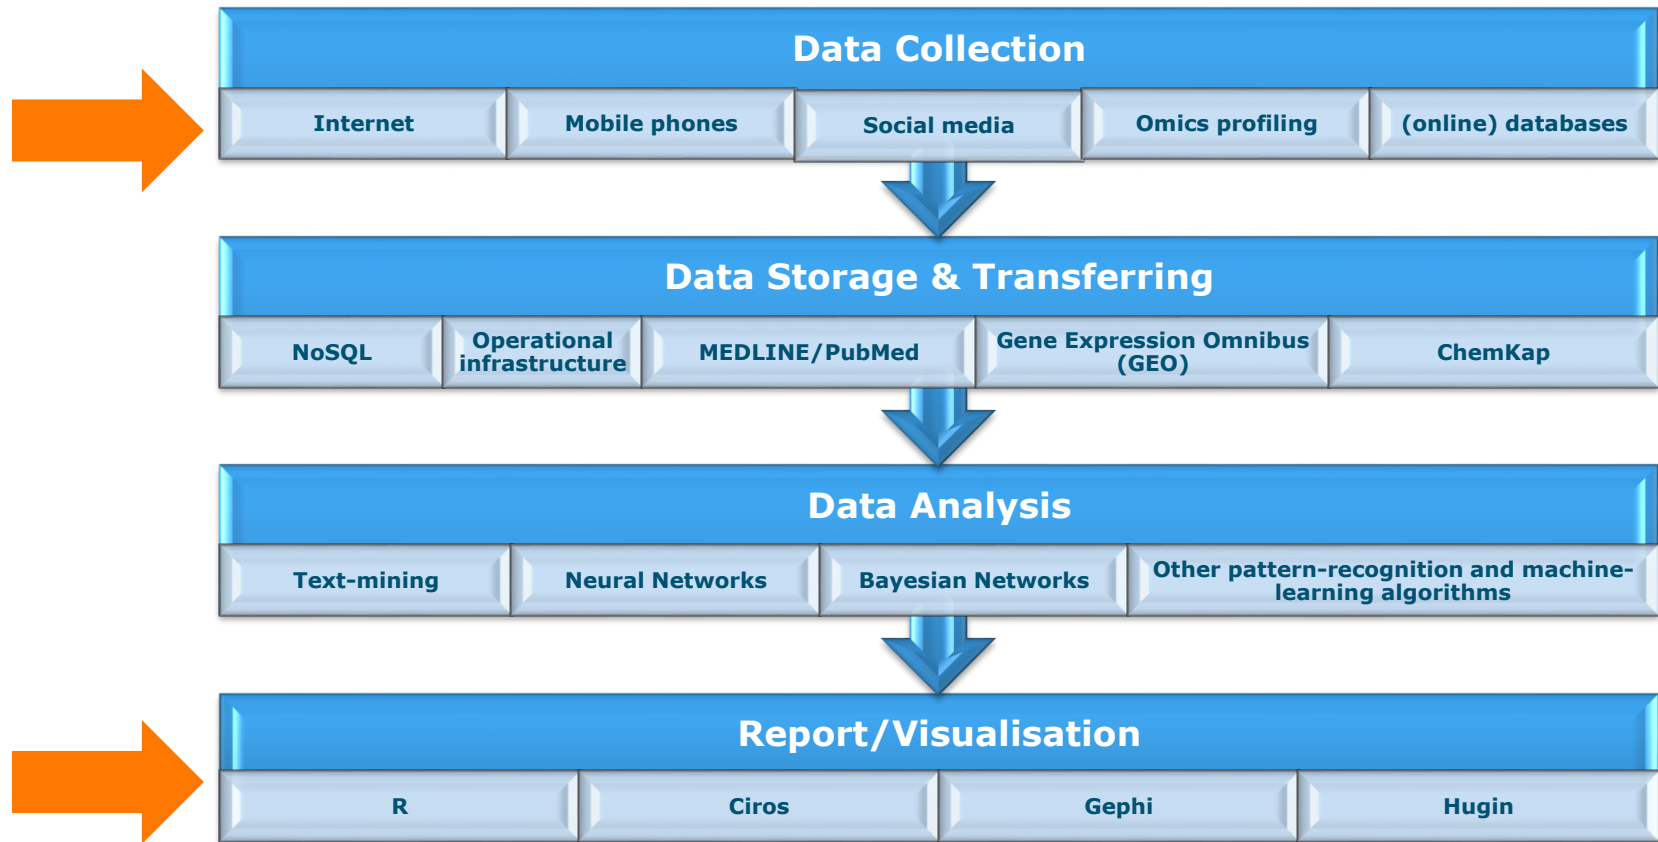 Data Collection
Internet
Mobile phones
Social media
Omics profiling
(online) databases
Data Storage & Transferring
NoSQL
Operational
infrastructure
MEDLINE/PubMed
Gene Expression Omnibus
(GEO)
ChemKap
Data Analysis
Text-mining
Neural Networks
Bayesian Networks
Other pattern-recognition and machine-
learning algorithms
Report/Visualisation
R
Ciros
Gephi
Hugin